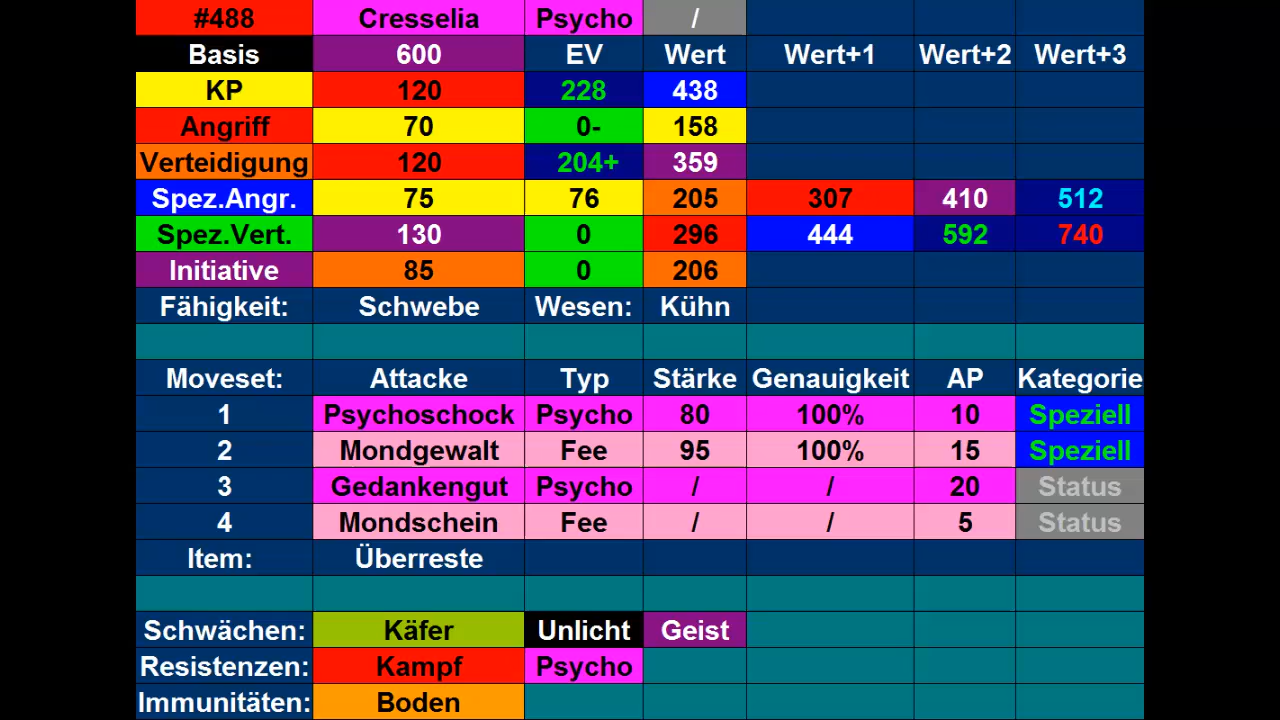 #488 Cresselia Psycho /
Basis 600 EV Wert Wert+1 Wert+2 Wert+3
KP 120 228 438
Angriff 70 0- 158
Verteidigung 120 204+ 359
Spez.Angr. 75 76 205 307 410 512
Spez.Vert. 130 0 296 444 592 740
Initiative 85 0 206
Fähigkeit: Schwebe Wesen: Kühn
Moveset: Attacke Typ Stärke Genauigkeit AP Kategorie
1 Psychoschock Psycho 80 100% 10 Speziell
2 Mondgewalt Fee 95 100% 15 Speziell
3 Gedankengut Psycho / / 20 Status
4 Mondschein Fee / / 5 Status
Item: Überreste
Schwächen: Käfer Unlicht Geist
Resistenzen: Kampf Psycho
Immunitäten: Boden